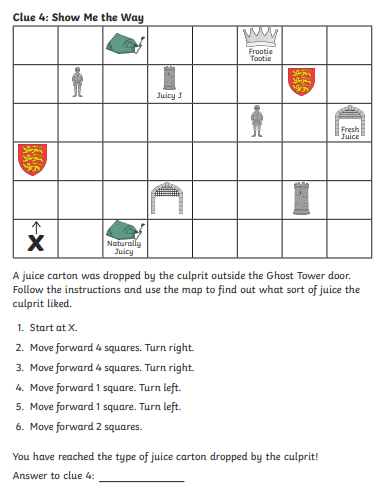 Clue 4: Show Me the Way
Frootie
Tootie
Juicy J
Fresh
Juice
X
Naturally
Juicy
A juice carton was dropped by the culprit outside the Ghost Tower door.
Follow the instructions and use the map to find out what sort of juice the
culprit liked.
1. Start at X.
2. Move forward 4 squares. Turn right.
3. Move forward 4 squares. Turn right.
4. Move forward 1 square. Turn left.
5. Move forward 1 square. Turn left.
6. Move forward 2 squares.
You have reached the type of juice carton dropped by the culprit!
Answer to clue 4: